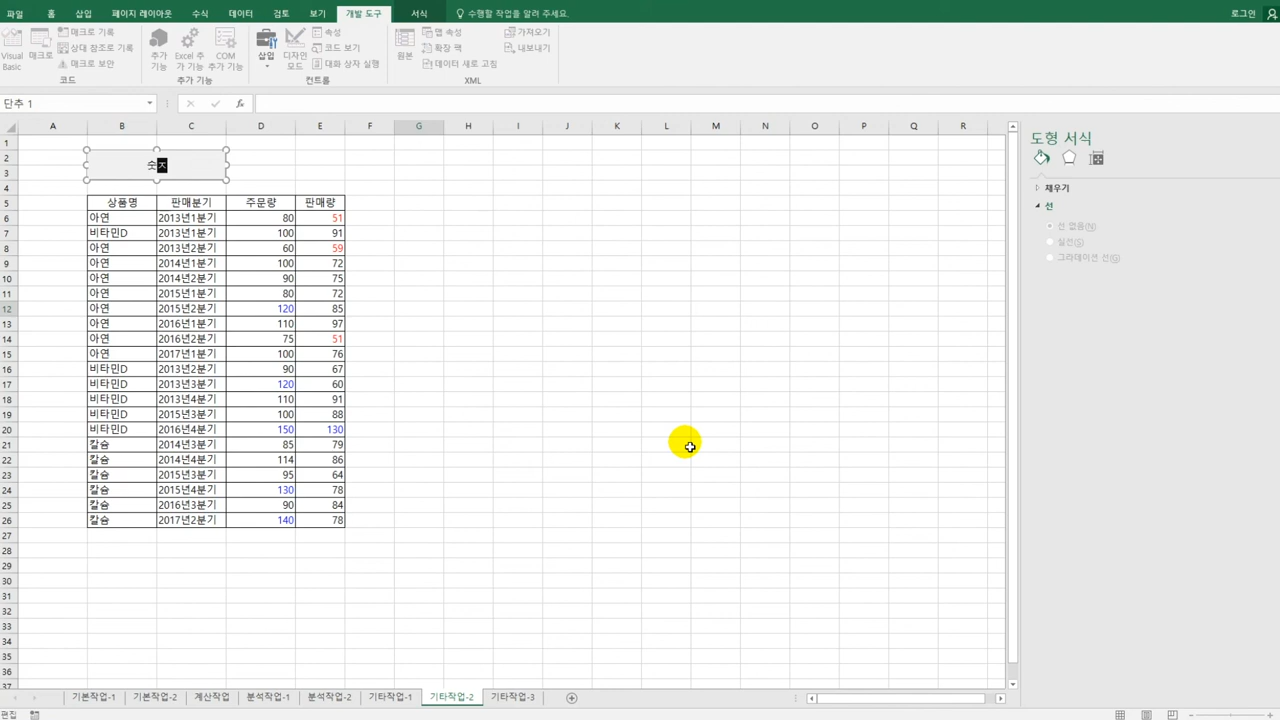 파일 홈 삽입 페이지 레이아웃 수식 데이터 검토 보기 개발 도구 서식 수행할 작업을 알려 주세요. 로그인
Visual Basic
매크로
매크로 기록
상대 참조로 기록
매크로 보안
코드
추가 기능
Excel 추가 기능
COM 추가 기능
추가 기능
삽입
디자인 모드
속성
코드 보기
대화 상자 실행
컨트롤
원본
맵 속성
확장 팩
데이터 새로 고침
가져오기
내보내기
XML
단추 1
fx
A B C D E F G H I J K L M N O P Q R
1
2 숫ㅈ
3
4
5 상품명 판매분기 주문량 판매량
6 아연 2013년1분기 80 51
7 비타민D 2013년1분기 100 91
8 아연 2013년2분기 60 59
9 아연 2014년1분기 100 72
10 아연 2014년2분기 90 75
11 아연 2015년1분기 80 72
12 아연 2015년2분기 120 85
13 아연 2016년1분기 110 97
14 아연 2016년2분기 75 51
15 아연 2017년1분기 100 76
16 비타민D 2013년2분기 90 67
17 비타민D 2013년3분기 120 60
18 비타민D 2013년4분기 110 91
19 비타민D 2015년3분기 100 88
20 비타민D 2016년4분기 150 130
21 칼슘 2014년3분기 85 79
22 칼슘 2014년4분기 114 86
23 칼슘 2015년3분기 95 64
24 칼슘 2015년4분기 130 78
25 칼슘 2016년3분기 90 84
26 칼슘 2017년2분기 140 78
27
28
29
30
31
32
33
34
35
36
37
도형 서식
채우기
선
선 없음(N)
실선(S)
그라데이션 선(G)
기본작업-1 기본작업-2 계산작업 분석작업-1 분석작업-2 기타작업-1 기타작업-2 기타작업-3
편집